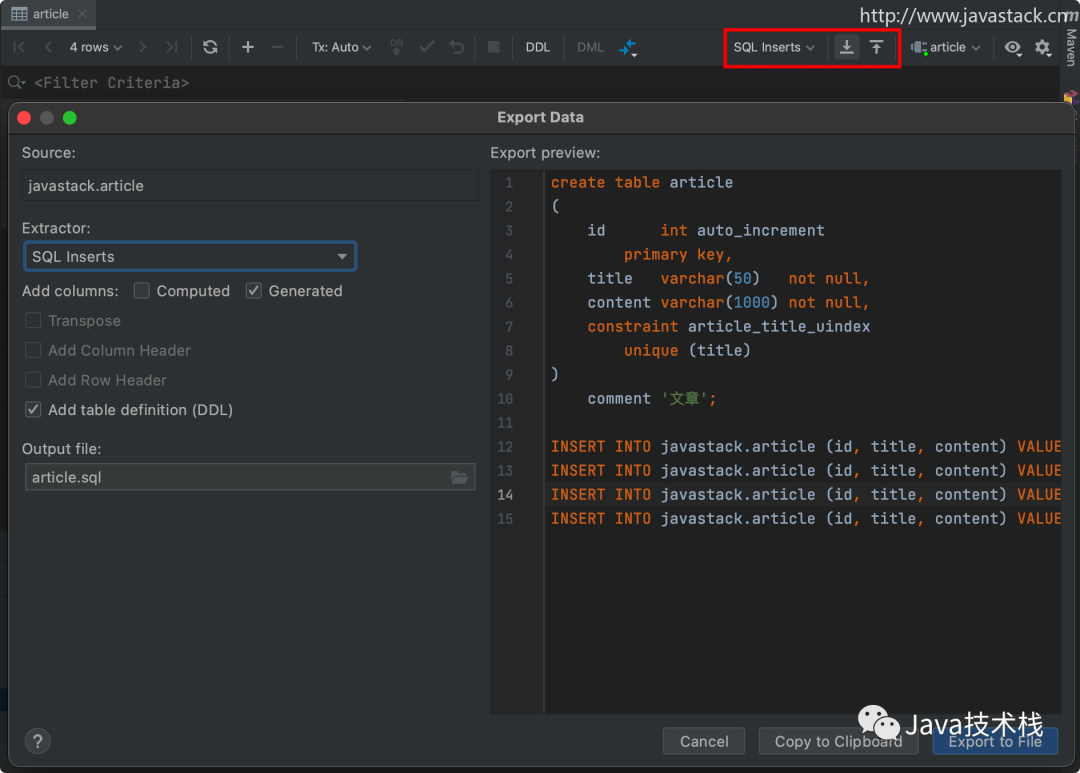 article
http://www.javastack.cn
4 rows
Tx: Auto
DB
DDL
DML
SQL Inserts
article
m
Maven
<Filter Criteria>
Export Data
Source:
javastack.article
Extractor:
SQL Inserts
Add columns: Computed Generated
Transpose
Add Column Header
Add Row Header
Add table definition (DDL)
Output file:
article.sql
Export preview:
1 create table article
2 (
3 id int auto_increment
4 primary key,
5 title varchar(50) not null,
6 content varchar(1000) not null,
7 constraint article_title_uindex
8 unique (title)
9 )
10 comment '文章';
11
12 INSERT INTO javastack.article (id, title, content) VALUE
13 INSERT INTO javastack.article (id, title, content) VALUE
14 INSERT INTO javastack.article (id, title, content) VALUE
15 INSERT INTO javastack.article (id, title, content) VALUE
Java技术栈
?
Cancel
Copy to Clipboard
Export to File